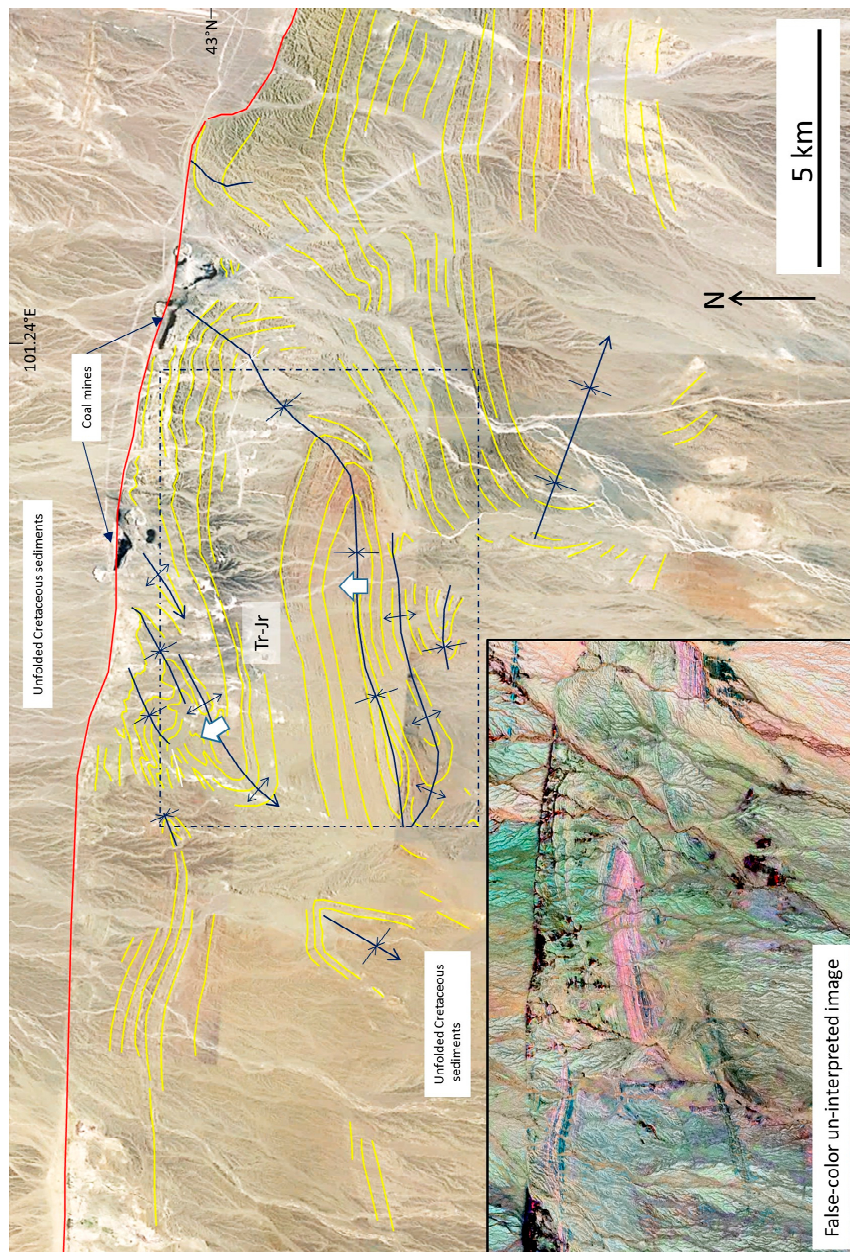 43°N
101.24°E
Coal mines
Unfolded Cretaceous sediments
Tr-Jr
Unfolded Cretaceous
sediments
5 km
N
False-color un-interpreted image